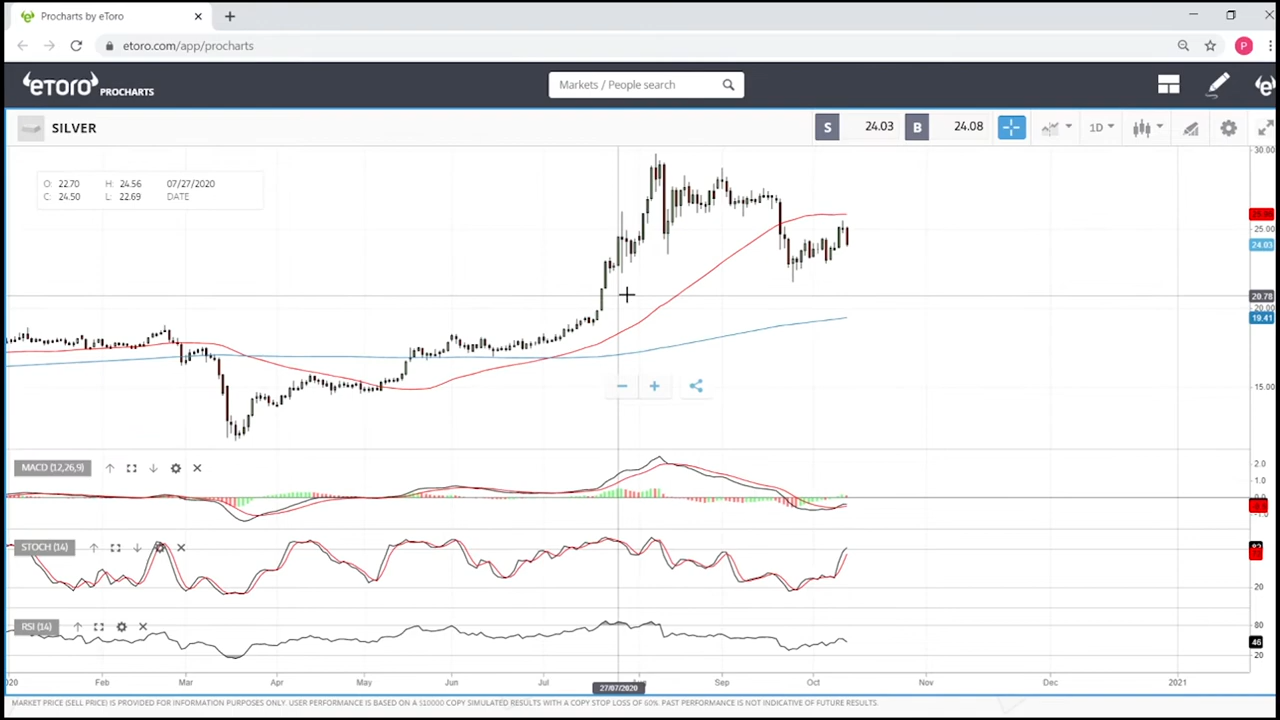 Procharts by eToro
etoro.com/app/procharts
P
eToro PROCHARTS
Markets / People search
SILVER
S 24.03 B 24.08
1D
O: 22.70 H: 24.56 07/27/2020
C: 24.50 L: 22.69 DATE
30.00
25.00
24.03
20.78
20.00
19.41
15.00
MACD (12,26,9)
2.0
1.0
0.0
STOCH (14)
20
RSI (14)
80
46
20
2020 Feb Mar Apr May Jun Jul Sep Oct Nov Dec 2021
27/07/2020
MARKET PRICE (SELL PRICE) IS PROVIDED FOR INFORMATION PURPOSES ONLY. USER PERFORMANCE IS BASED ON A $10000 COPY SIMULATED RESULTS WITH A COPY STOP LOSS OF 60%. PAST PERFORMANCE IS NOT INDICATIVE OF FUTURE RESULTS.